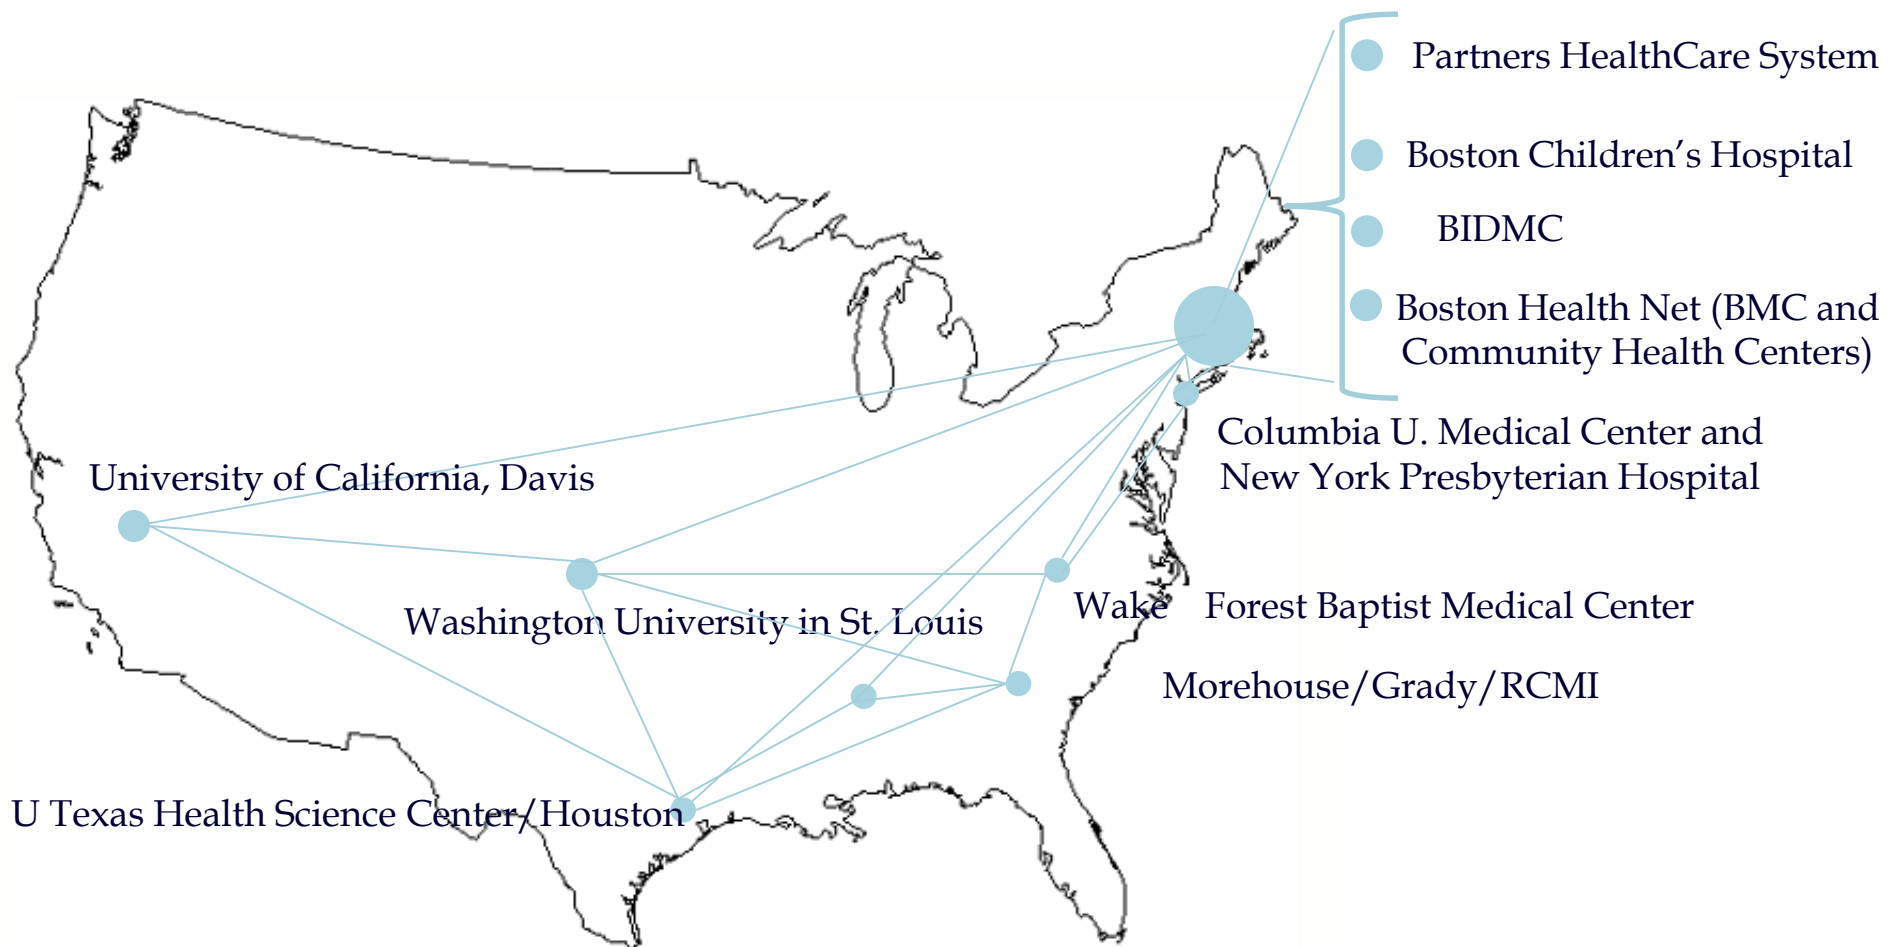 Partners HealthCare System
Boston Children’s Hospital
BIDMC
Boston Health Net (BMC and
Community Health Centers)
Columbia U. Medical Center and
New York Presbyterian Hospital
University of California, Davis
Washington University in St. Louis
Wake Forest Baptist Medical Center
Morehouse/Grady/RCMI
U Texas Health Science Center/Houston